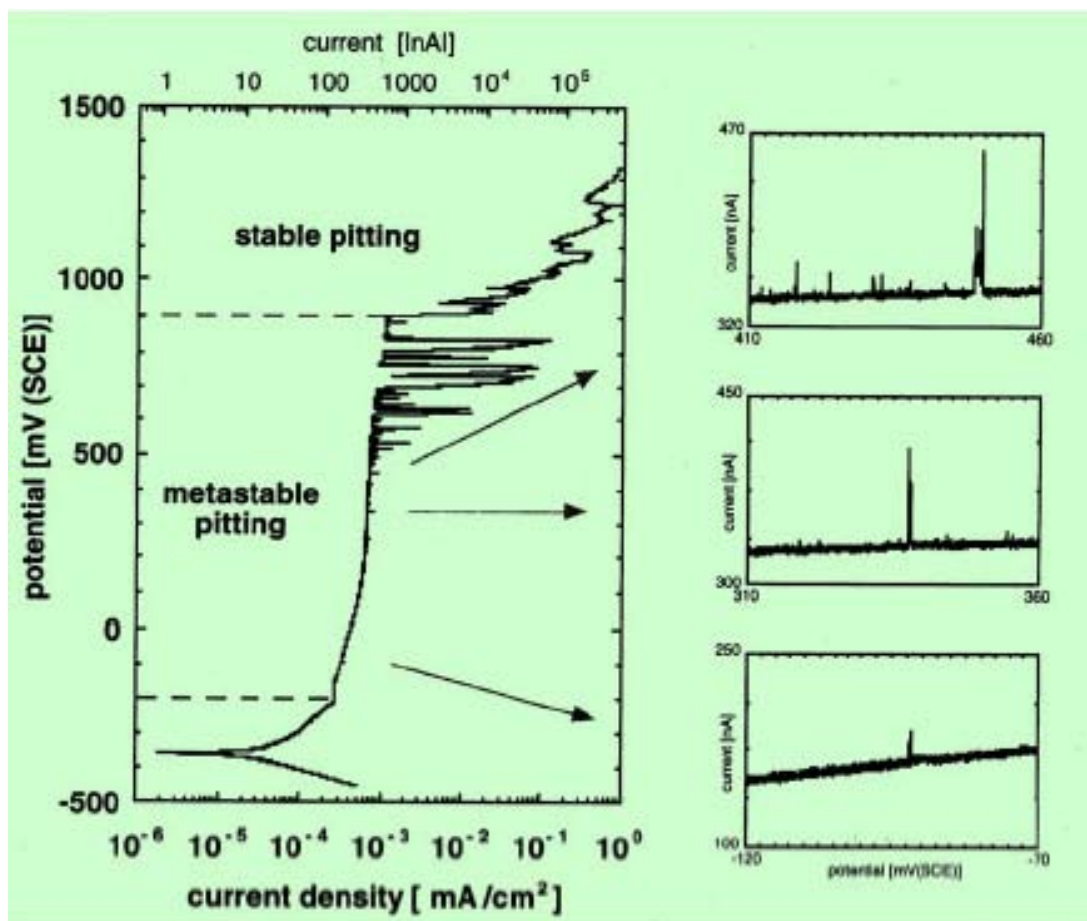 current [InAl]
1 10 100 1000 10⁴ 10⁵
1500
1000
500
0
-500
potential [mV (SCE)]
stable pitting
metastable
pitting
10⁻⁶ 10⁻⁵ 10⁻⁴ 10⁻³ 10⁻² 10⁻¹ 10⁰
current density [ mA/cm²]
470
current [nA]
320
410 460
450
current [nA]
300
310 360
250
current [nA]
100
-120 -70
potential [mV(SCE)]